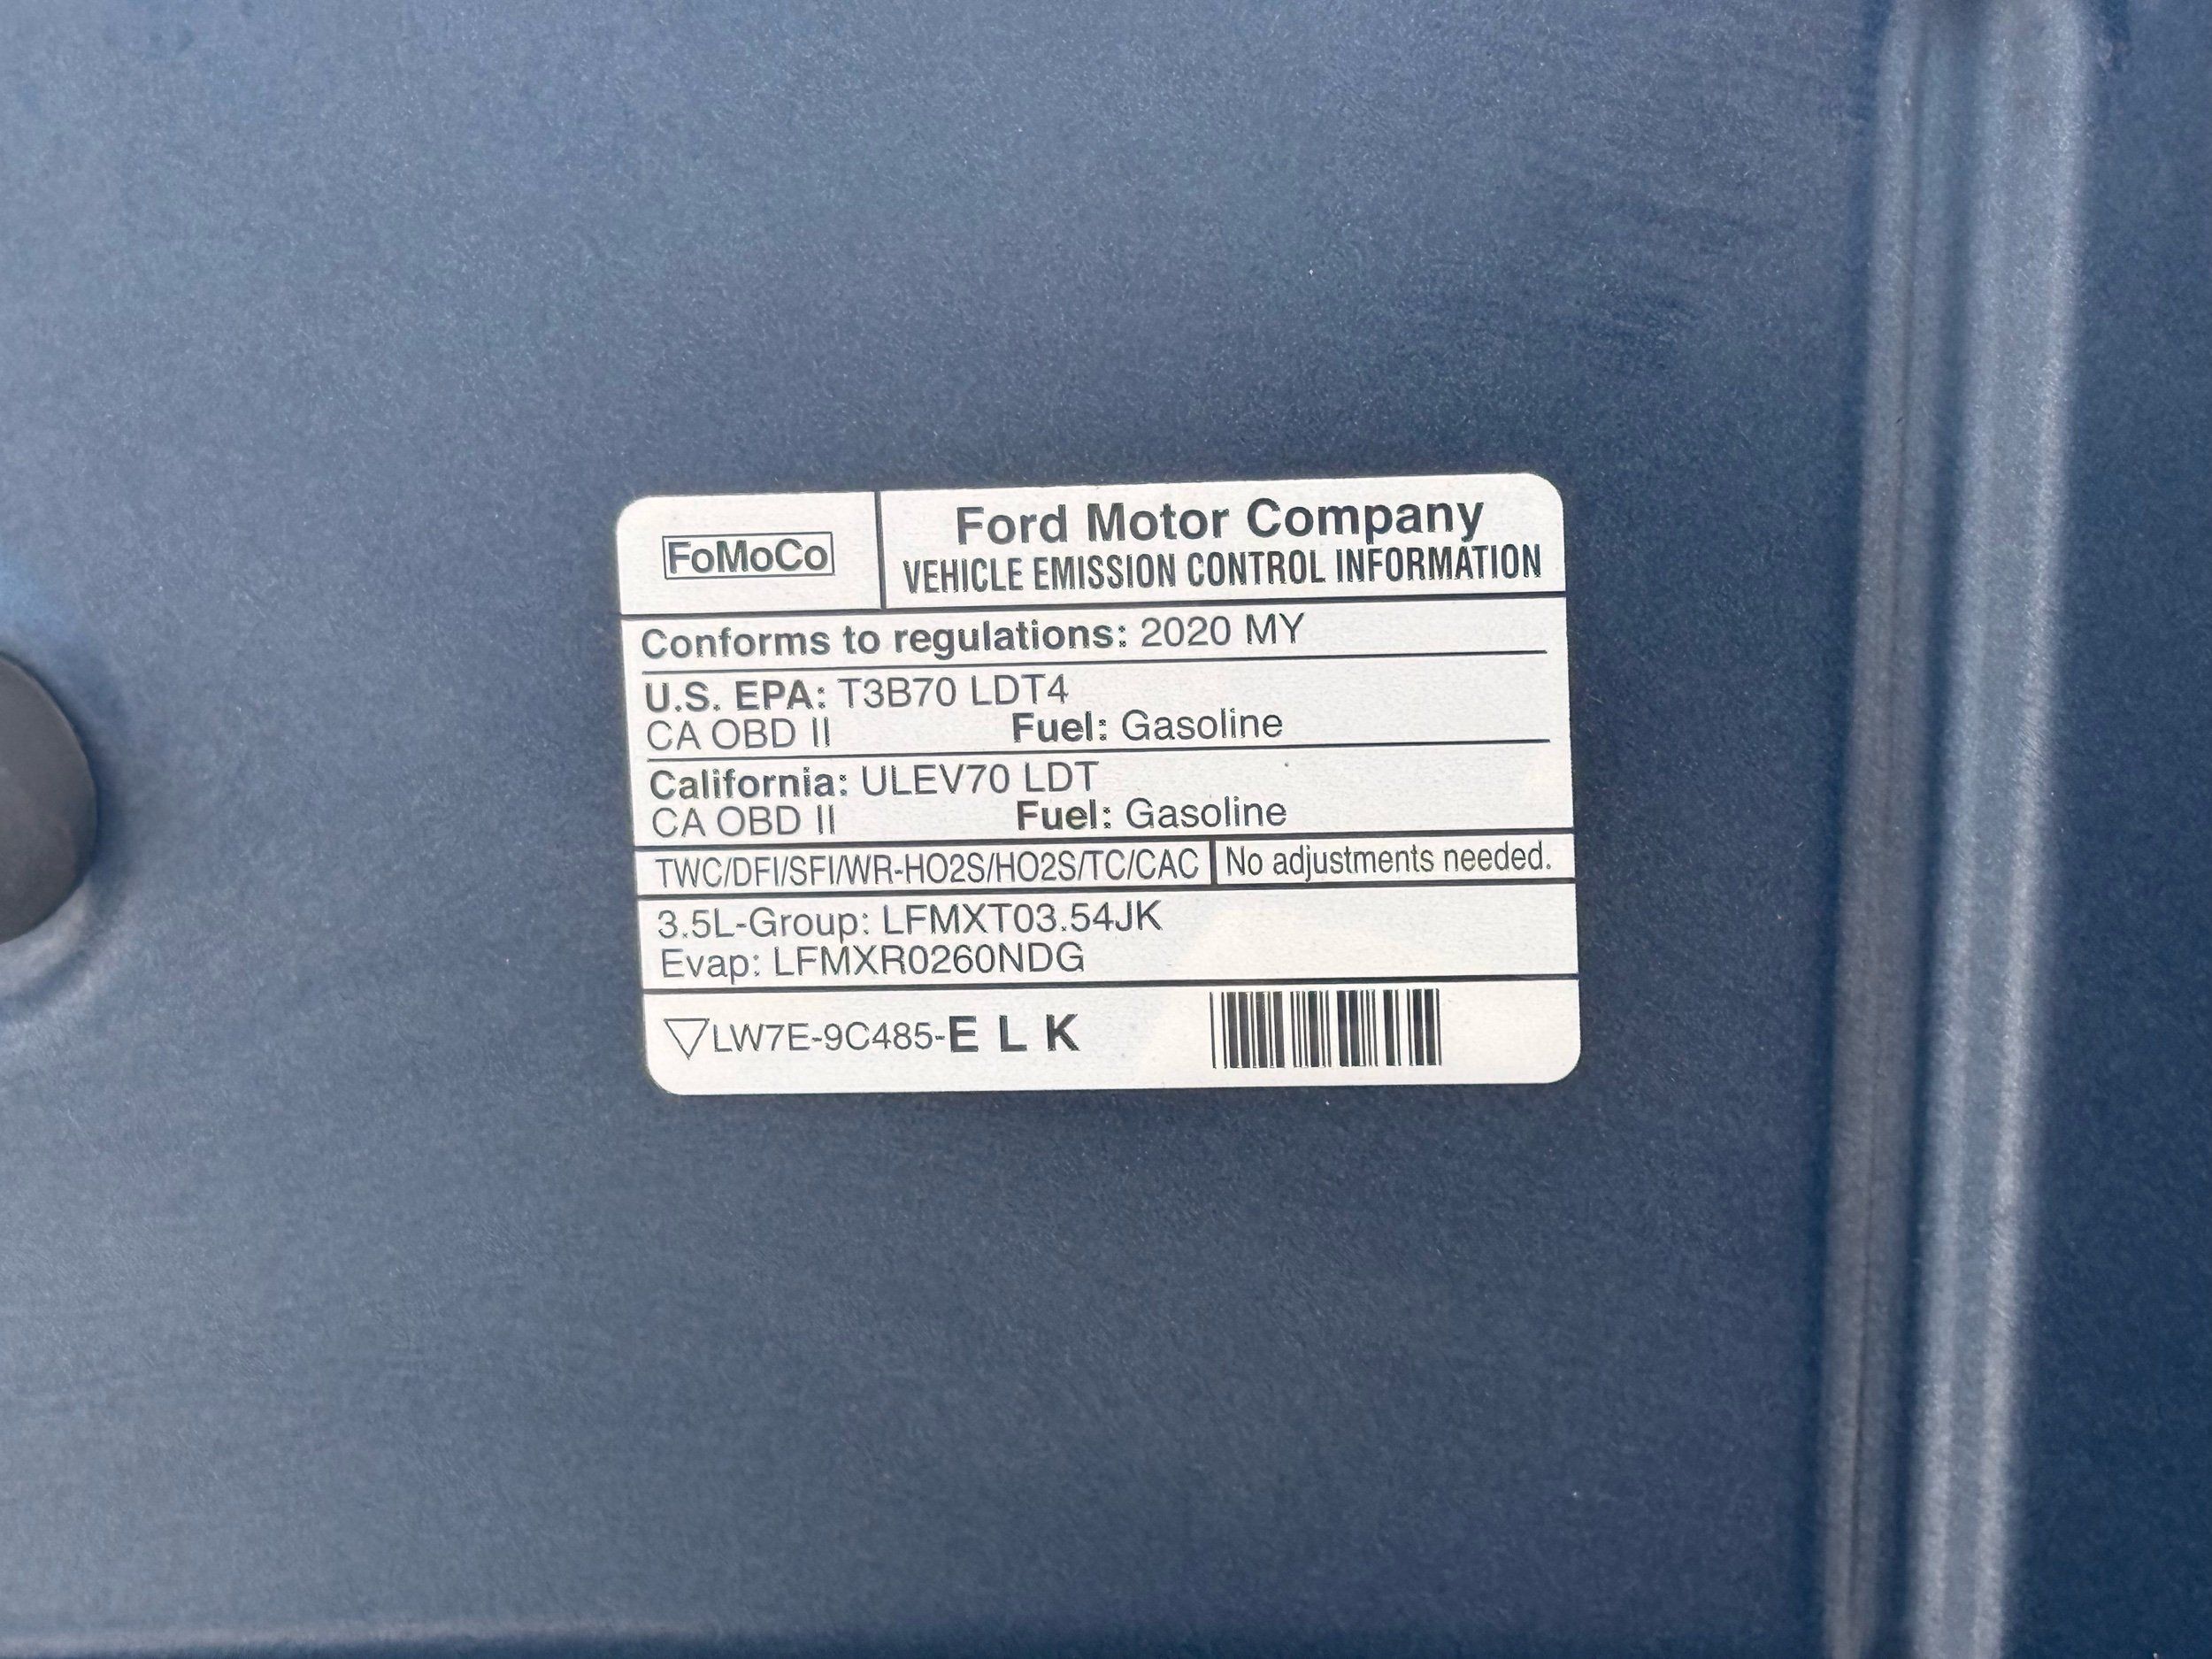 FoMoCo
Ford Motor Company
VEHICLE EMISSION CONTROL INFORMATION
Conforms to regulations: 2020 MY
U.S. EPA: T3B70 LDT4
CA OBD II Fuel: Gasoline
California: ULEV70 LDT
CA OBD II Fuel: Gasoline
TWC/DFI/SFI/WR-HO2S/HO2S/TC/CAC No adjustments needed.
3.5L-Group: LFMXT03.54JK
Evap: LFMXR0260NDG
▽LW7E-9C485-E L K